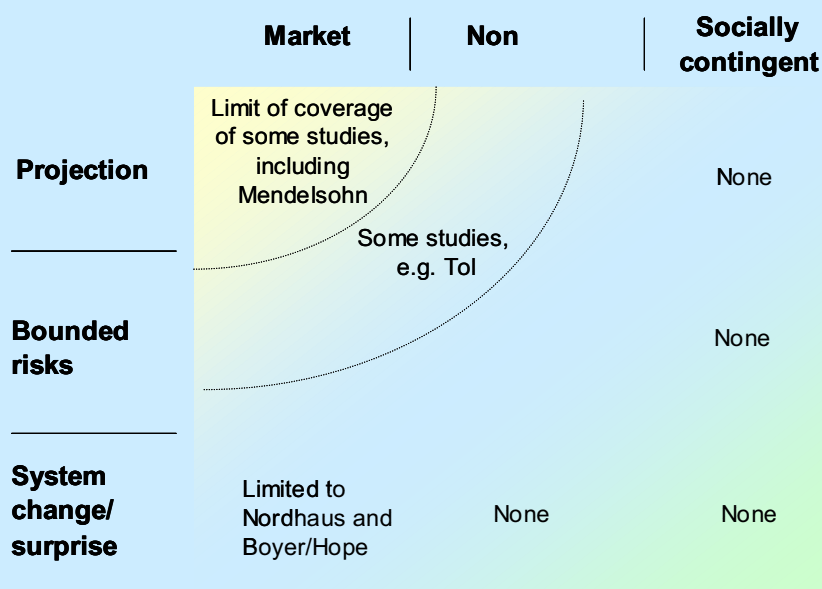 Market
Non
Socially
contingent
Limit of coverage
of some studies,
including
Mendelsohn
Projection
None
Some studies,
e.g. Tol
Bounded
risks
None
System
change/
surprise
Limited to
Nordhaus and
Boyer/Hope
None
None